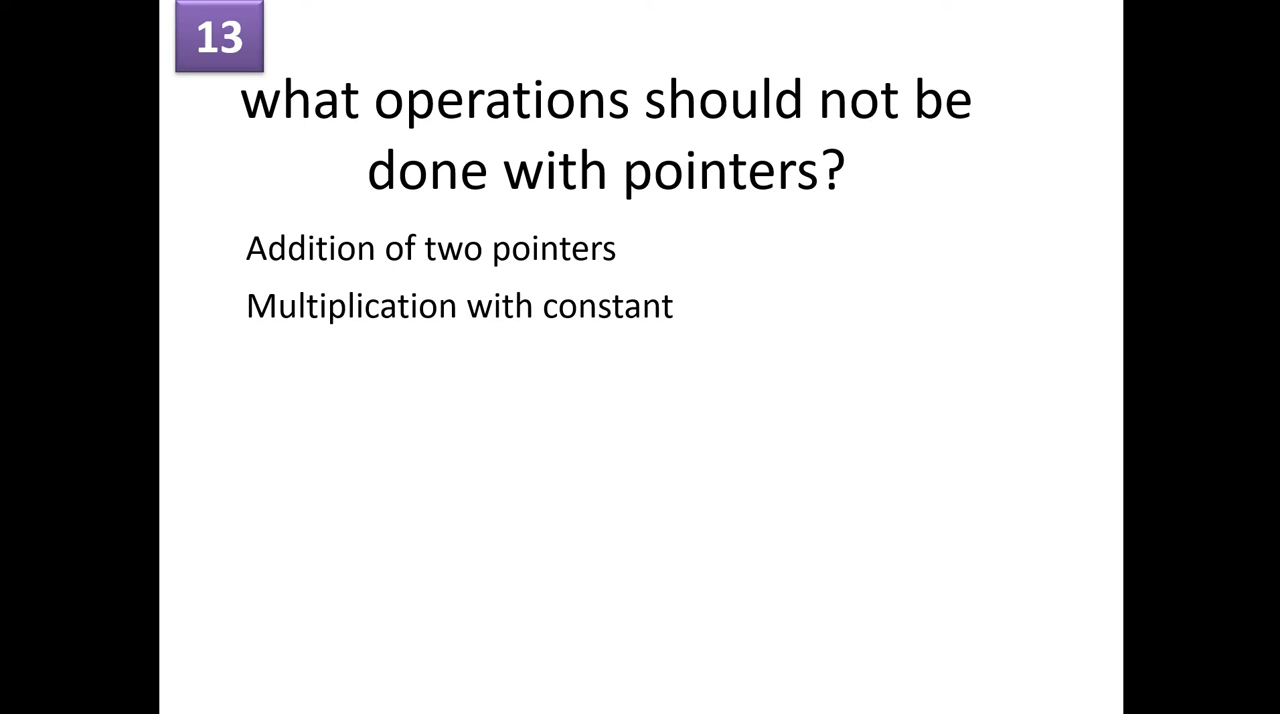 13
what operations should not be
done with pointers?
Addition of two pointers
Multiplication with constant